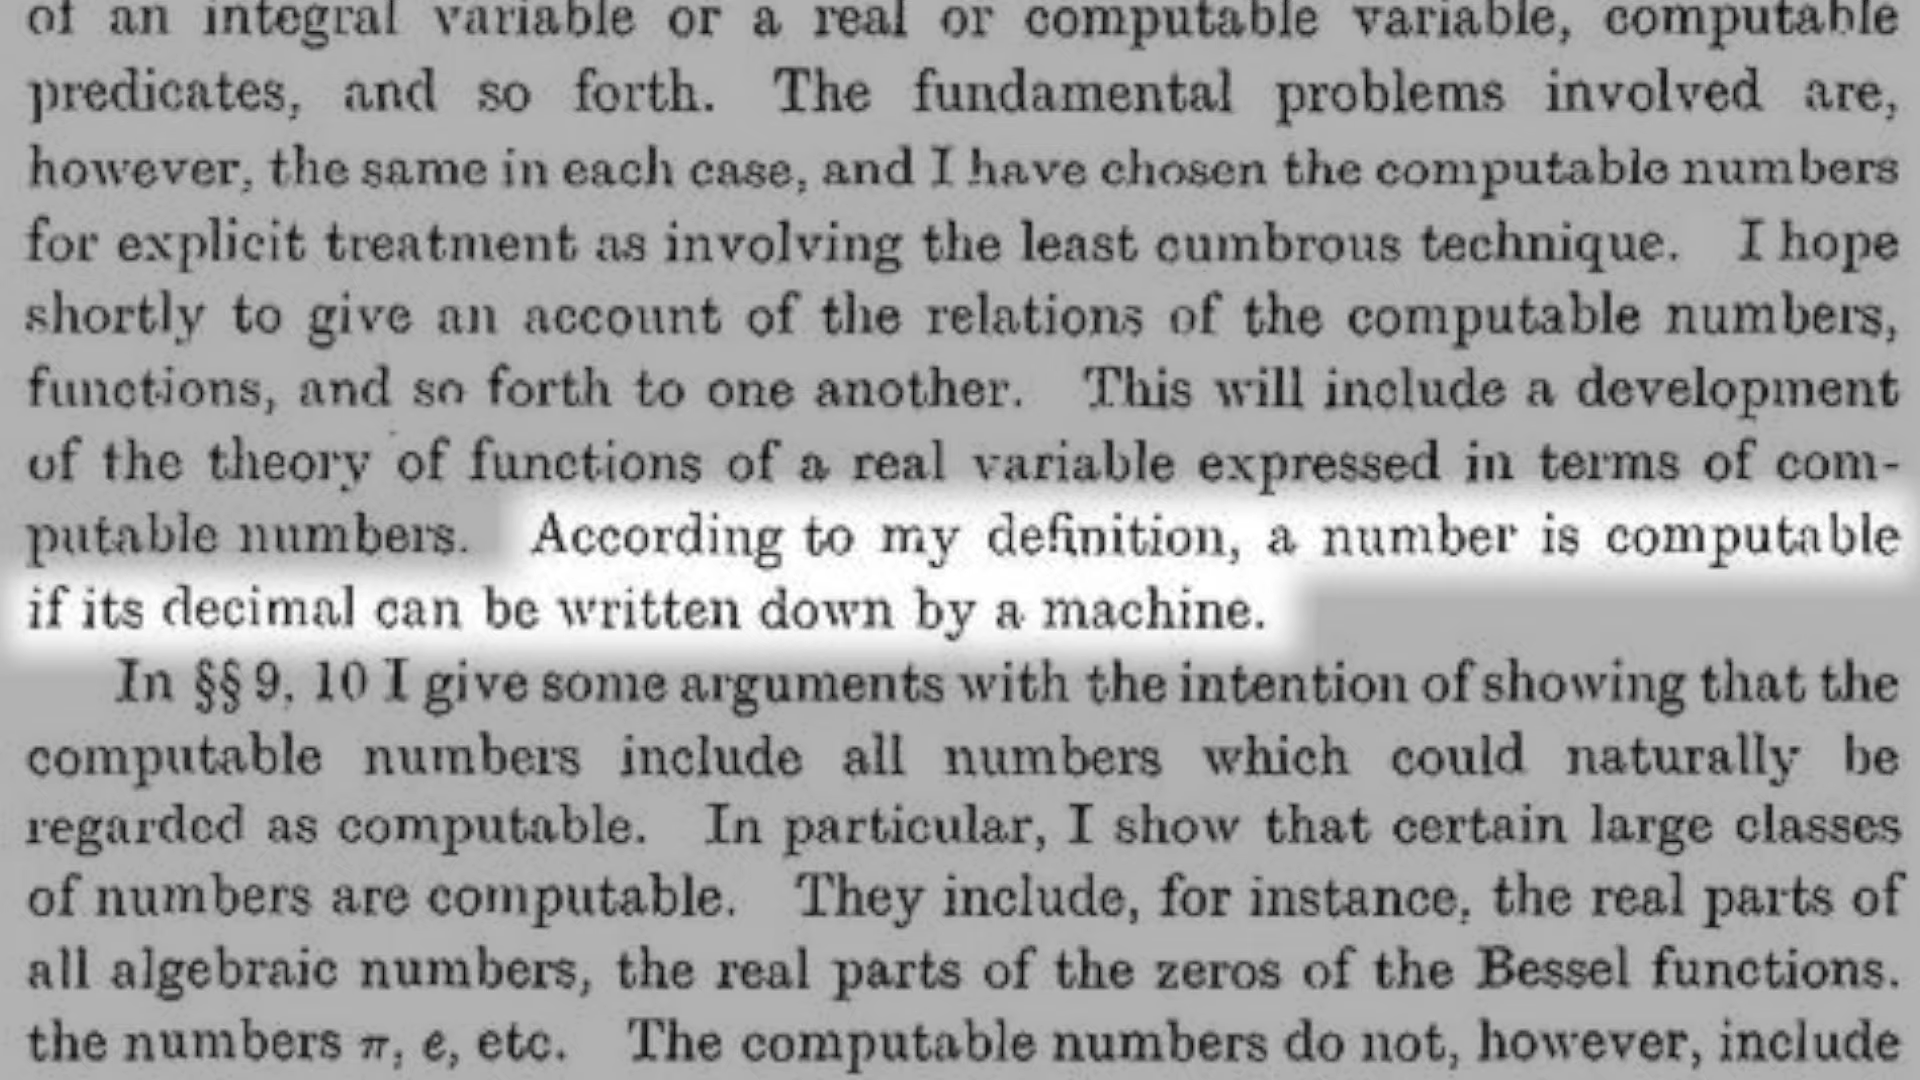 of an integral variable or a real or computable variable, computable
predicates, and so forth. The fundamental problems involved are,
however, the same in each case, and I have chosen the computable numbers
for explicit treatment as involving the least cumbrous technique. I hope
shortly to give an account of the relations of the computable numbers,
functions, and so forth to one another. This will include a development
of the theory of functions of a real variable expressed in terms of com-
putable numbers. According to my definition, a number is computable
if its decimal can be written down by a machine.
In §§ 9, 10 I give some arguments with the intention of showing that the
computable numbers include all numbers which could naturally be
regarded as computable. In particular, I show that certain large classes
of numbers are computable. They include, for instance, the real parts of
all algebraic numbers, the real parts of the zeros of the Bessel functions.
the numbers π, e, etc. The computable numbers do not, however, include